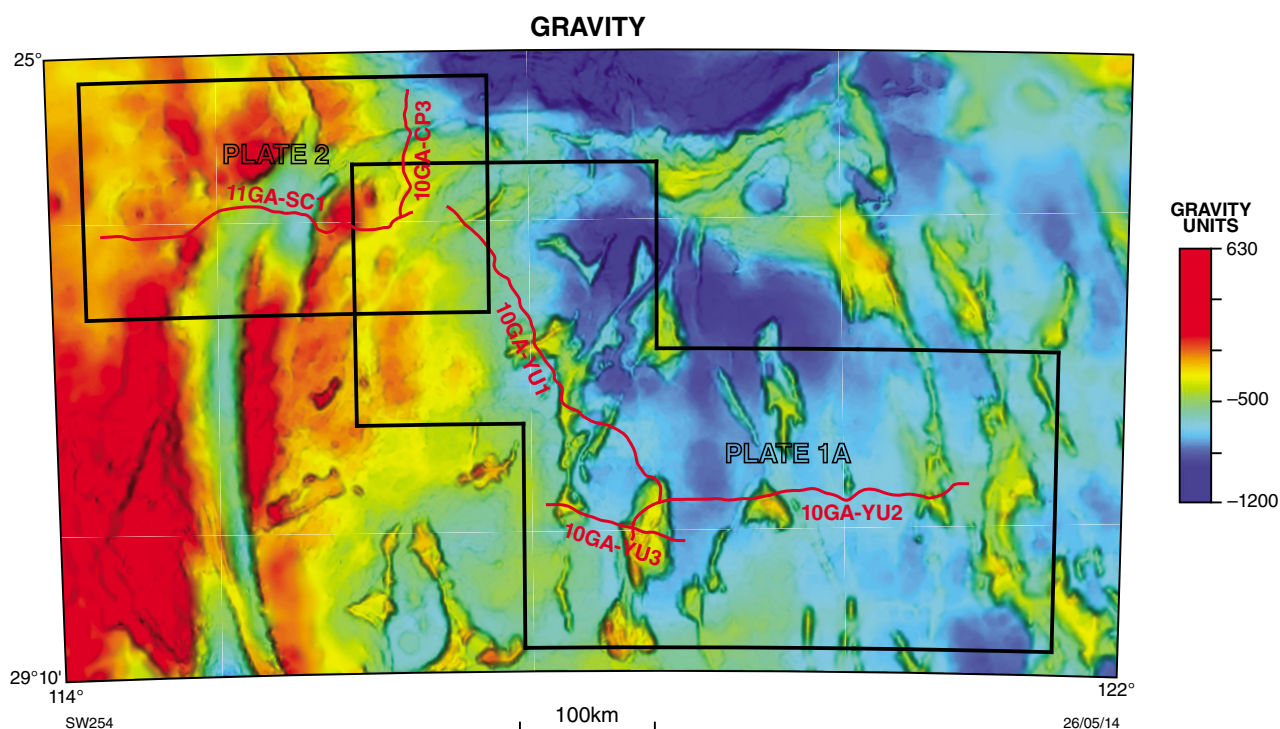 GRAVITY
25°
PLATE 2
10GA-CP3
11GA-SC1
10GA-YU1
PLATE 1A
10GA-YU2
10GA-YU3
GRAVITY
UNITS
630
–500
–1200
29°10'
114°
122°
SW254
100km
26/05/14